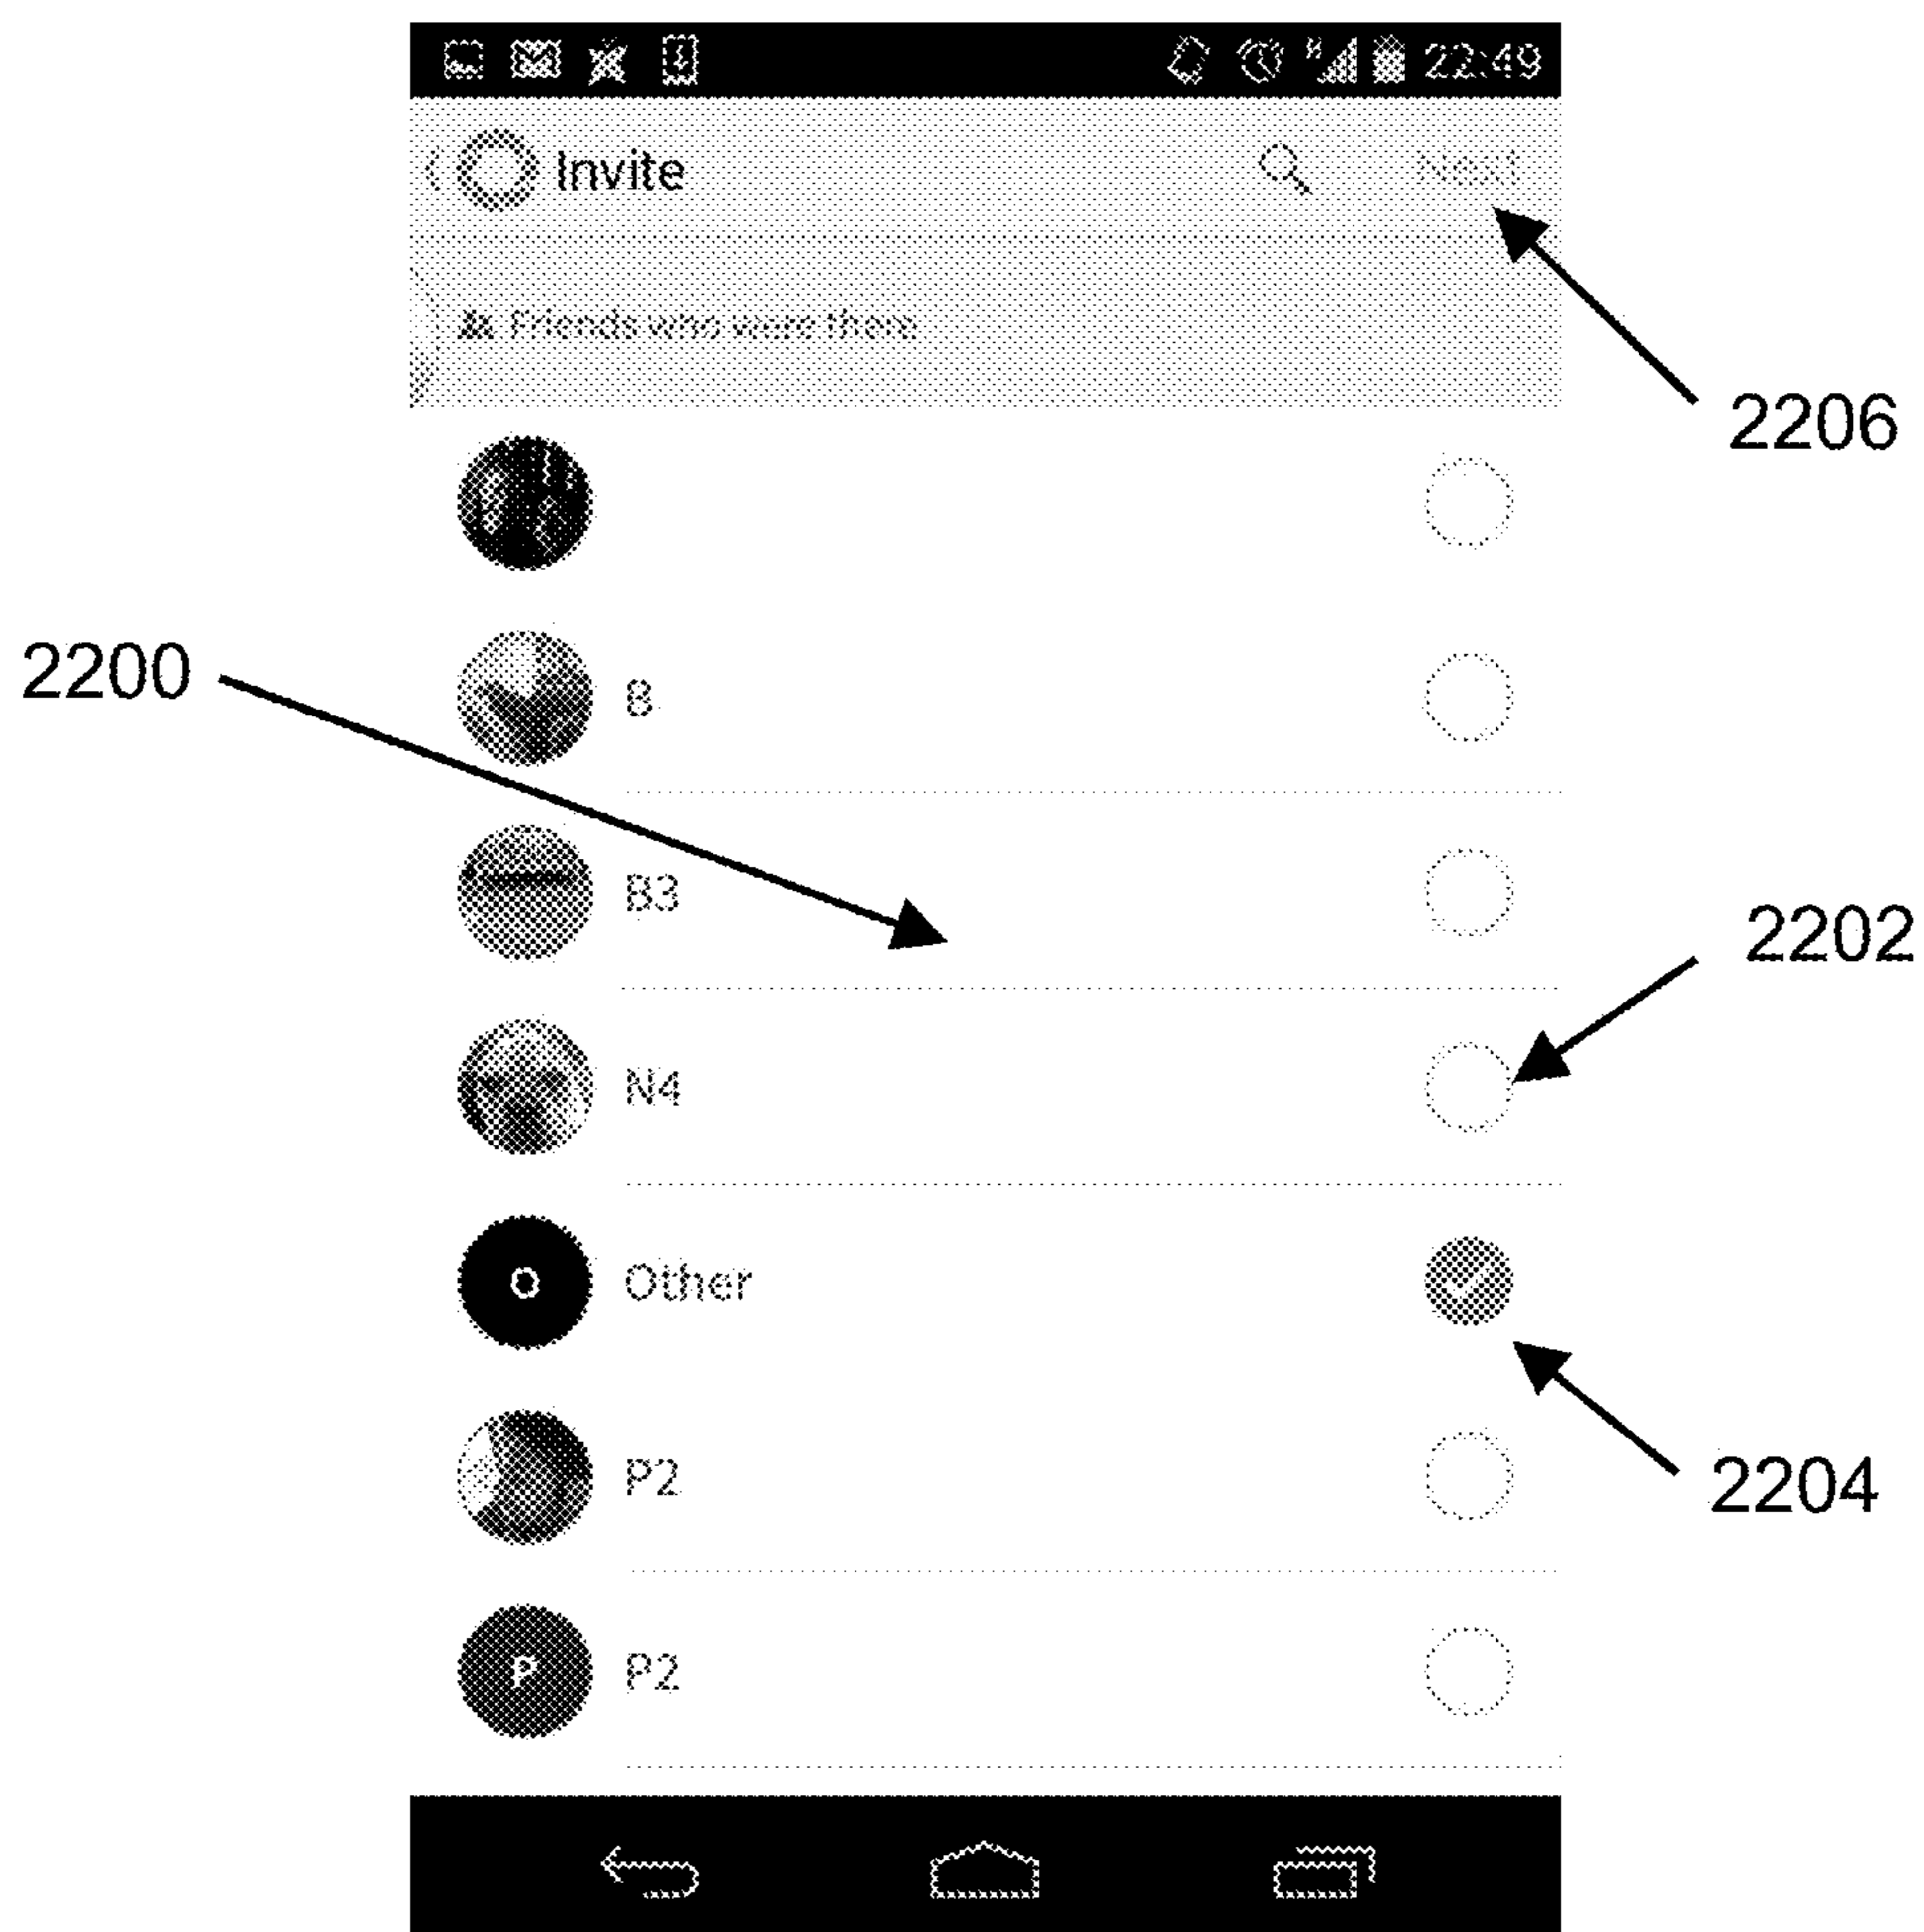 22:49
Invite
Next
Friends who were there
2206
2200
B
B3
2202
N4
O Other
2204
P2
P P2